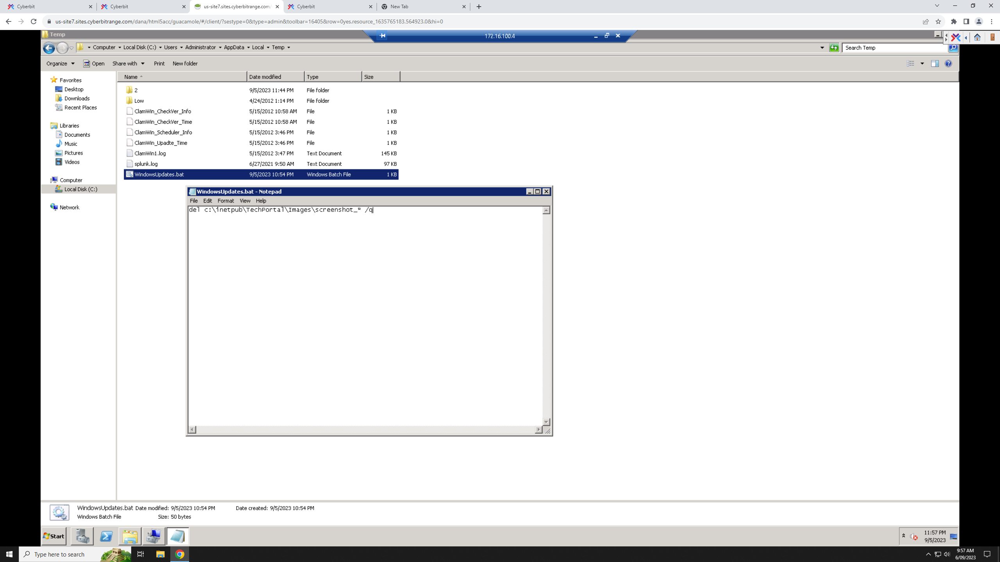 Cyberbit
Cyberbit
us-site7.sites.cyberbitrange.com/
Cyberbit
New Tab
us-site7.sites.cyberbitrange.com/dana/html5acc/guacamole/#/client/?sestype=0&type=admin&toolbar=16405&row=0yes.resource_1635765183.564923.0&hi=0
Temp
172.16.100.4
Computer Local Disk (C:) Users Administrator AppData Local Temp
Search Temp
Organize Open Share with Print New folder
Name Date modified Type Size
Favorites
Desktop
Downloads
Recent Places
Libraries
Documents
Music
Pictures
Videos
Computer
Local Disk (C:)
Network
2 9/5/2023 11:44 PM File folder
Low 4/24/2012 1:14 PM File folder
ClamWin_CheckVer_Info 5/15/2012 10:58 AM File 1 KB
ClamWin_CheckVer_Time 5/15/2012 10:58 AM File 1 KB
ClamWin_Scheduler_Info 5/15/2012 3:46 PM File 1 KB
ClamWin_Upadte_Time 5/15/2012 3:46 PM File 1 KB
ClamWin1.log 5/15/2012 3:47 PM Text Document 145 KB
splunk.log 6/27/2021 9:50 AM Text Document 97 KB
WindowsUpdates.bat 9/5/2023 10:54 PM Windows Batch File 1 KB
WindowsUpdates.bat - Notepad
File Edit Format View Help
del c:\inetpub\TechPortal\Images\screenshot_* /q
WindowsUpdates.bat Date modified: 9/5/2023 10:54 PM Date created: 9/5/2023 10:54 PM
Windows Batch File Size: 50 bytes
Start
11:57 PM
9/5/2023
Type here to search
9:57 AM
6/09/2023